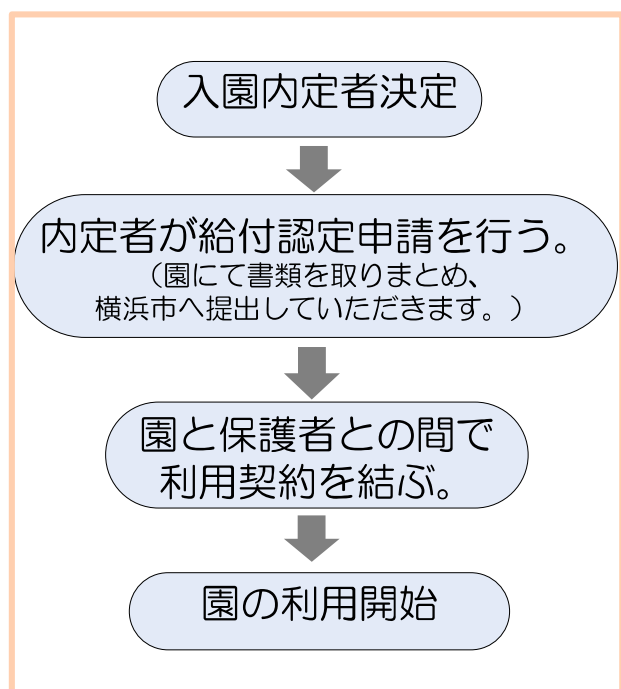 入園内定者決定
内定者が給付認定申請を行う。
（園にて書類を取りまとめ、
横浜市へ提出していただきます。）
園と保護者との間で
利用契約を結ぶ。
園の利用開始